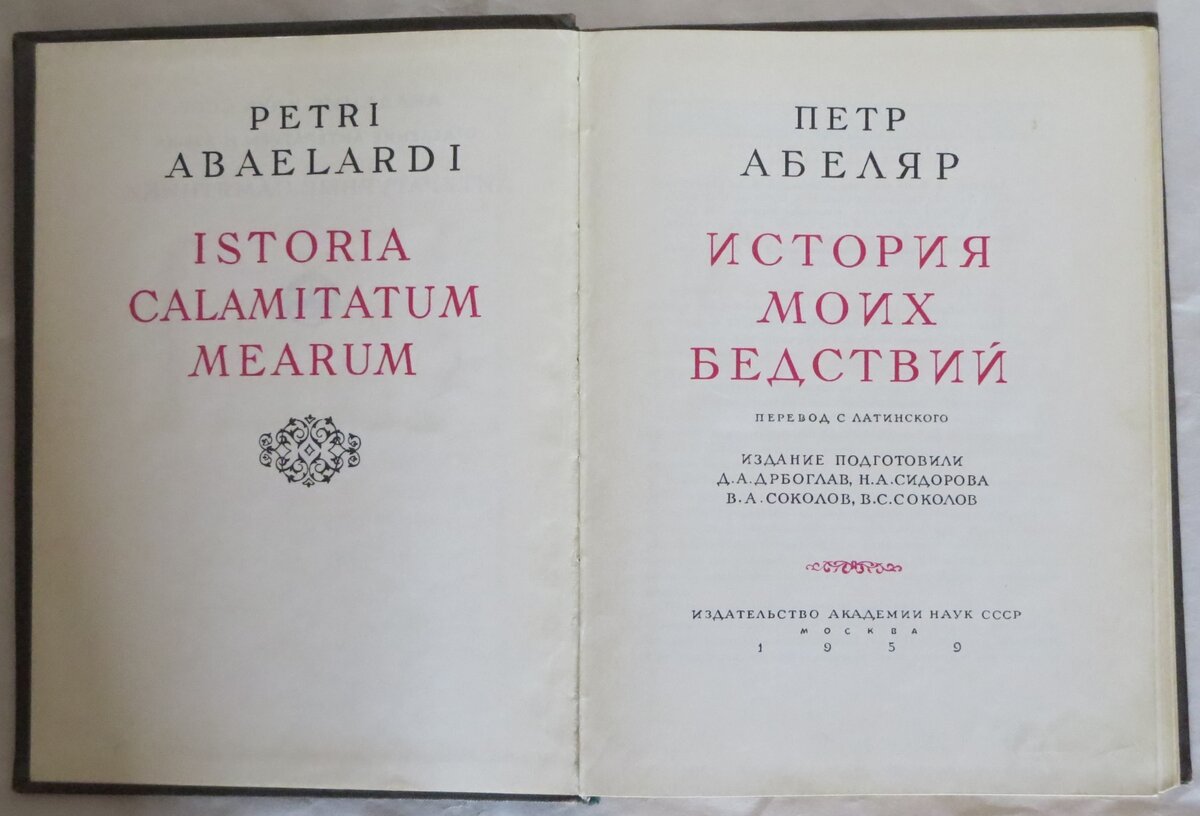 PETRI
ABAELARDI
ISTORIA
CALAMITATUM
MEARUM
ПЕТР
АБЕЛЯР
ИСТОРИЯ
МОИХ
БЕДСТВИЙ
ПЕРЕВОД С ЛАТИНСКОГО
ИЗДАНИЕ ПОДГОТОВИЛИ
Д.А.ДРБОГЛАВ, Н.А.СИДОРОВА
В.А.СОКОЛОВ, В.С.СОКОЛОВ
ИЗДАТЕЛЬСТВО АКАДЕМИИ НАУК СССР
МОСКВА
1959